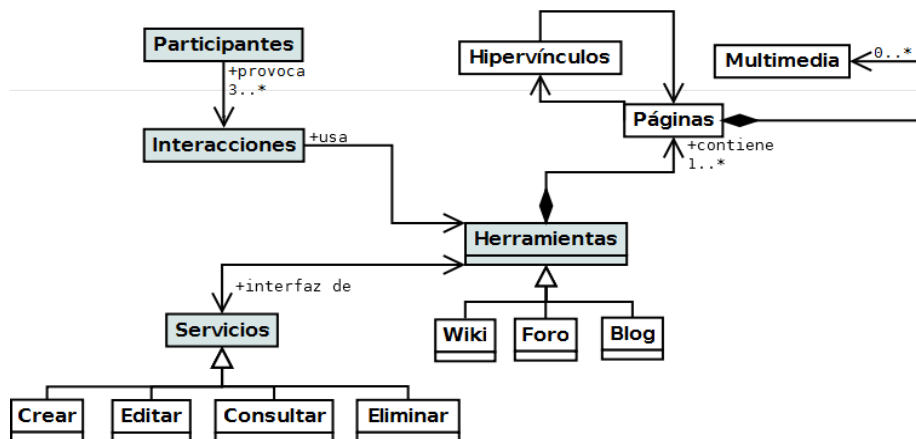 Participantes
Hipervínculos
Multimedia
0..*
+provoca
3..*
Páginas
Interacciones
+usa
+contiene
1..*
Herramientas
+interfaz de
Servicios
Wiki
Foro
Blog
Crear
Editar
Consultar
Eliminar